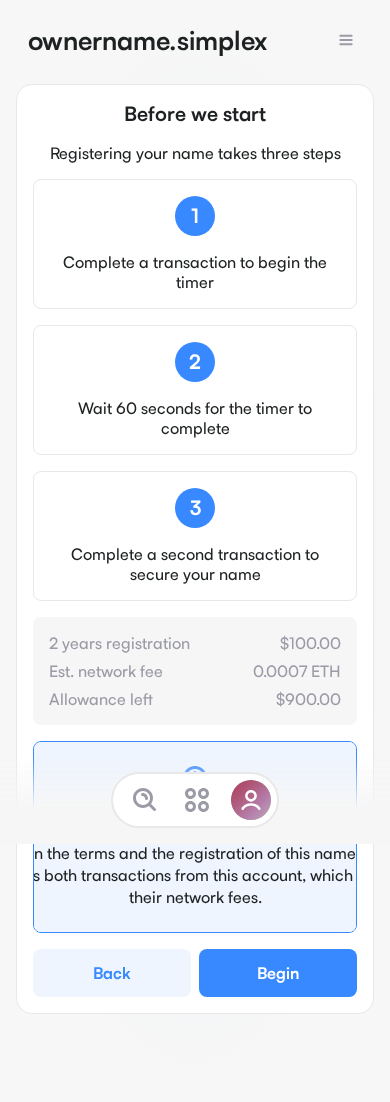 ownername.simplex
Before we start
Registering your name takes three steps
1
Complete a transaction to begin the
timer
2
Wait 60 seconds for the timer to
complete
3
Complete a second transaction to
secure your name
2 years registration $100.00
Est. network fee 0.0007 ETH
Allowance left $900.00
n the terms and the registration of this name
s both transactions from this account, which
their network fees.
Back Begin